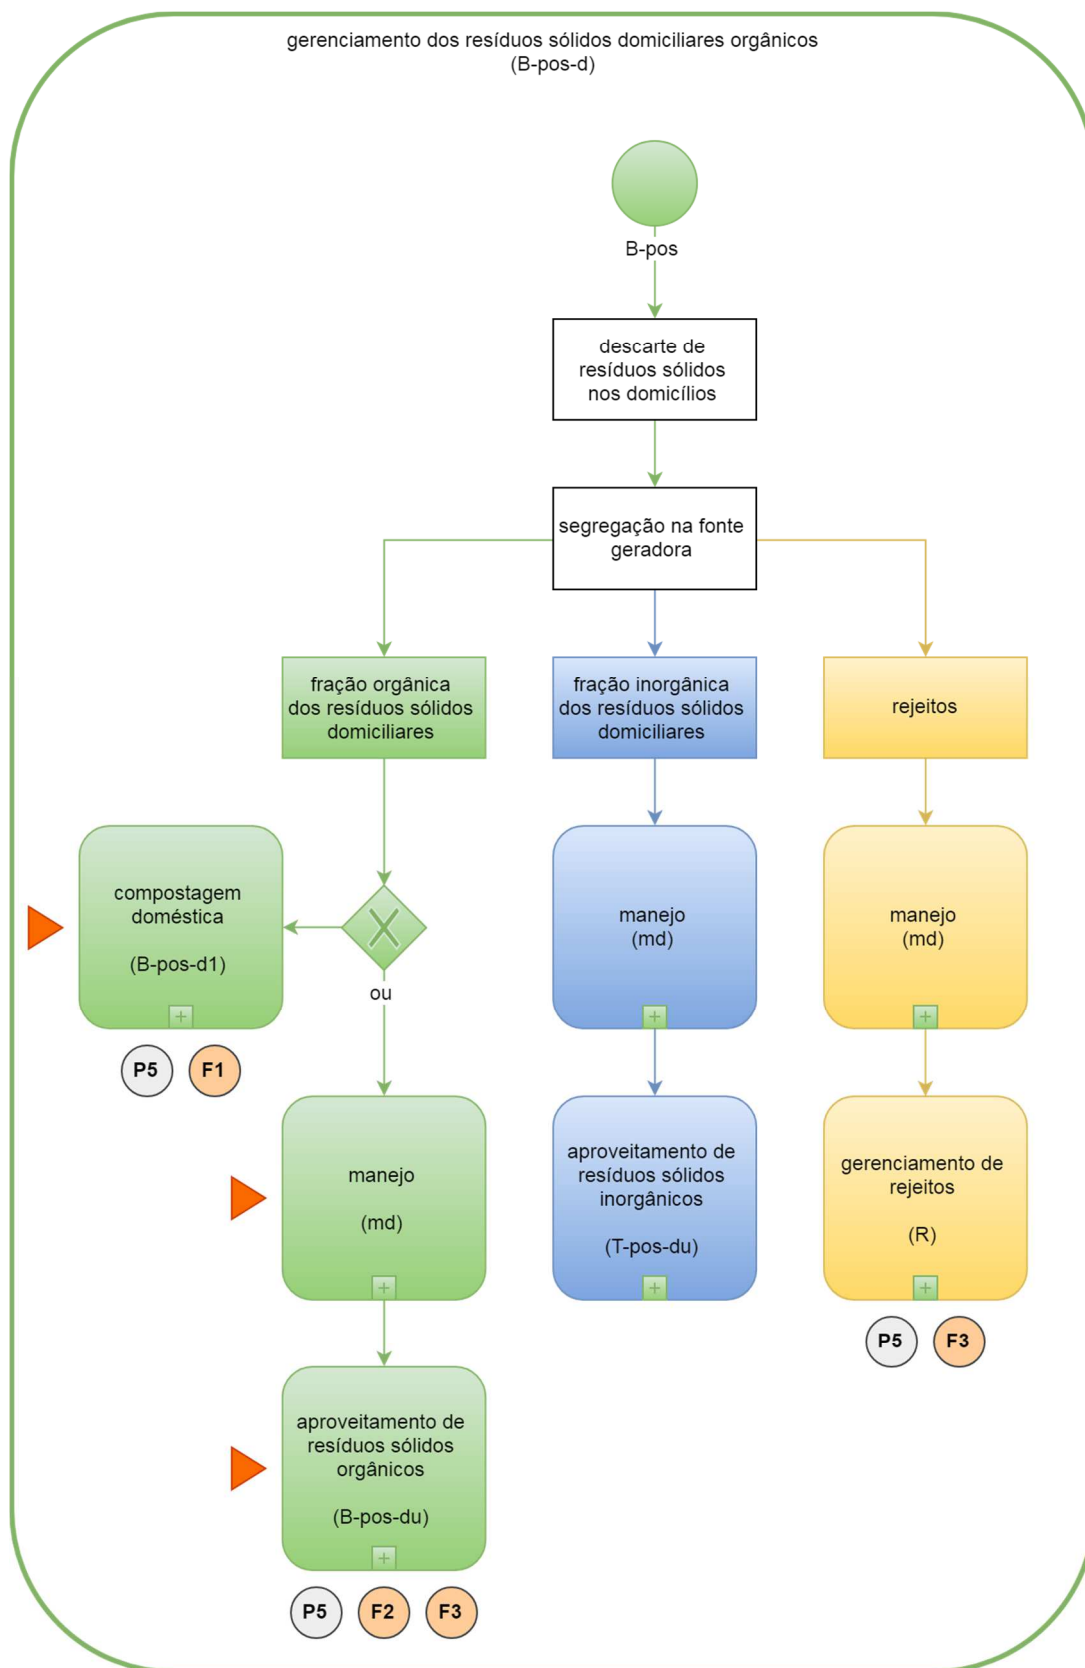 gerenciamento dos resíduos sólidos domiciliares orgânicos
(B-pos-d)
B-pos
descarte de
resíduos sólidos
nos domicílios
segregação na fonte
geradora
fração orgânica
dos resíduos sólidos
domiciliares
fração inorgânica
dos resíduos sólidos
domiciliares
rejeitos
compostagem
doméstica
(B-pos-d1)
X
ou
manejo
(md)
manejo
(md)
P5
F1
manejo
(md)
aproveitamento de
resíduos sólidos
inorgânicos
(T-pos-du)
gerenciamento de
rejeitos
(R)
P5
F3
aproveitamento de
resíduos sólidos
orgânicos
(B-pos-du)
P5
F2
F3